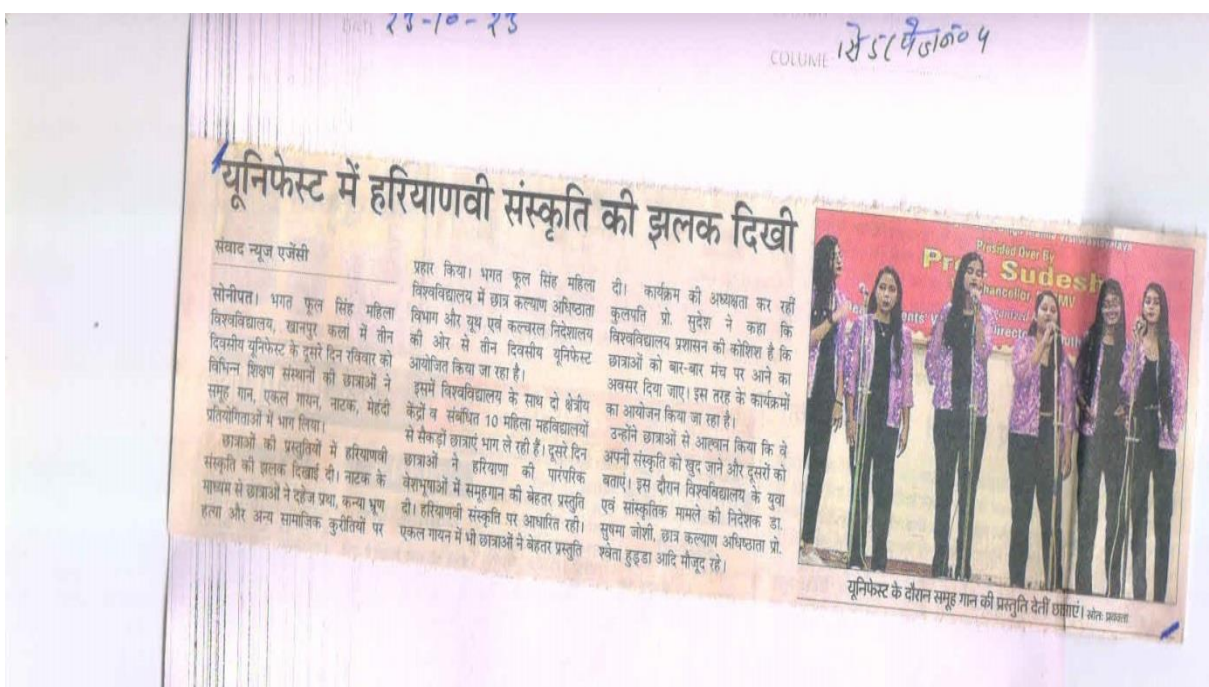 DATE 23-10-23
COLUME
यूनिफेस्ट में हरियाणवी संस्कृति की झलक दिखी
संवाद न्यूज एजेंसी
सोनीपत। भगत फूल सिंह महिला
विश्वविद्यालय, खानपुर कलां में तीन
दिवसीय यूनिफेस्ट के दूसरे दिन रविवार को
विभिन्न शिक्षण संस्थानों की छात्राओं ने
समूह गान, एकल गायन, नाटक, मेहंदी
प्रतियोगिताओं में भाग लिया।
छात्राओं की प्रस्तुतियों में हरियाणवी
संस्कृति की झलक दिखाई दी। नाटक के
माध्यम से छात्राओं ने दहेज प्रथा, कन्या भ्रूण
हत्या और अन्य सामाजिक कुरीतियों पर
प्रहार किया। भगत फूल सिंह महिला
विश्वविद्यालय में छात्र कल्याण अधिष्ठाता
विभाग और यूथ एवं कल्चरल निदेशालय
की ओर से तीन दिवसीय यूनिफेस्ट
आयोजित किया जा रहा है।
इसमें विश्वविद्यालय के साथ दो क्षेत्रीय
केंद्रों व संबंधित 10 महिला महाविद्यालयों
से सैकड़ों छात्राएं भाग ले रही हैं। दूसरे दिन
छात्राओं ने हरियाणा की पारंपरिक
वेशभूषाओं में समूहगान की बेहतर प्रस्तुति
दी। हरियाणवी संस्कृति पर आधारित रही।
एकल गायन में भी छात्राओं ने बेहतर प्रस्तुति
दी। कार्यक्रम की अध्यक्षता कर रहीं
कुलपति प्रो. सुदेश ने कहा कि
विश्वविद्यालय प्रशासन की कोशिश है कि
छात्राओं को बार-बार मंच पर आने का
अवसर दिया जाए। इस तरह के कार्यक्रमों
का आयोजन किया जा रहा है।
उन्होंने छात्राओं से आह्वान किया कि वे
अपनी संस्कृति को खुद जाने और दूसरों को
बताएं। इस दौरान विश्वविद्यालय के युवा
एवं सांस्कृतिक मामले की निदेशक डा.
सुषमा जोशी, छात्र कल्याण अधिष्ठाता प्रो.
श्वेता हुड्डा आदि मौजूद रहे।
Presided Over By
Sudesh
यूनिफेस्ट के दौरान समूह गान की प्रस्तुति देतीं छात्राएं। स्रोत: प्रवक्ता